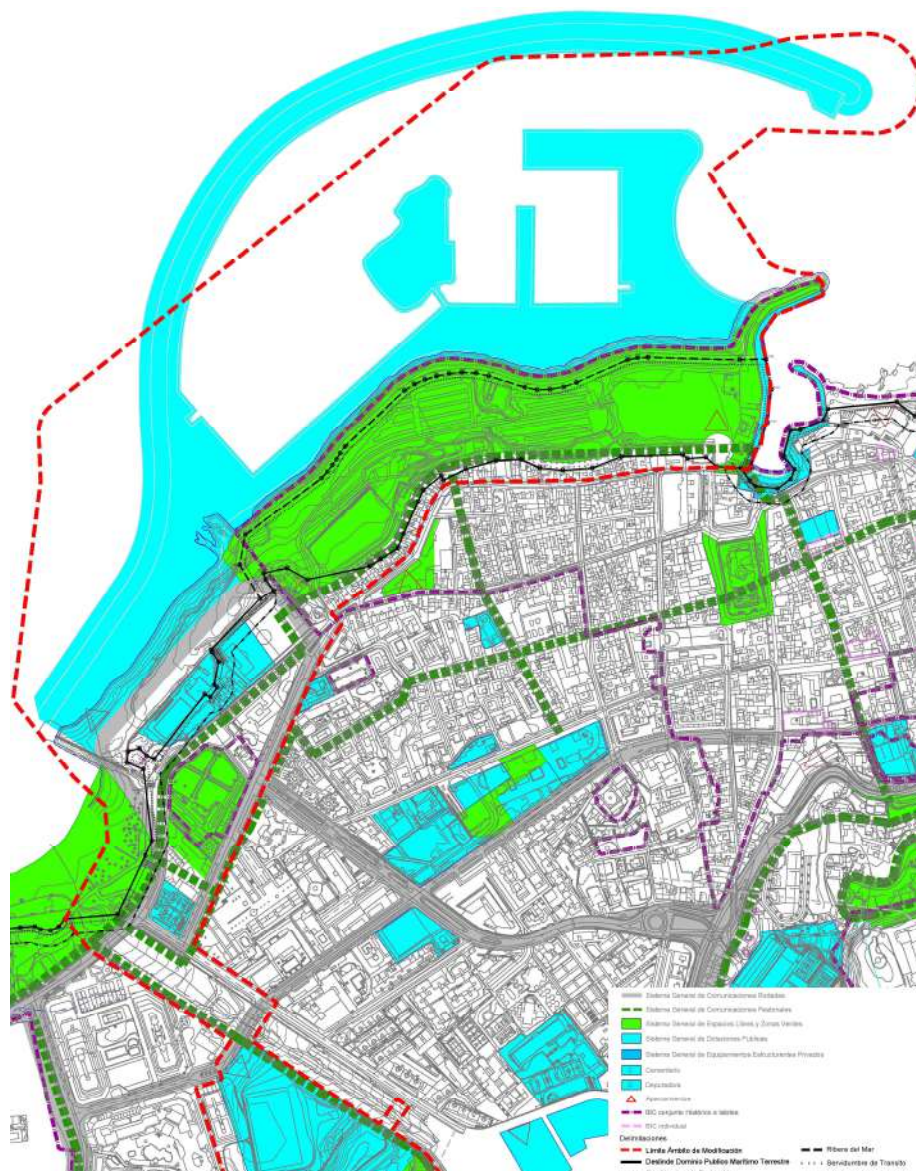 Sistema General de Comunicaciones Rodadas
Sistema General de Comunicaciones Peatonales
Sistema General de Espacios Libres y Zonas Verdes
Sistema General de Dotaciones Públicas
Sistema General de Equipamientos Estructurantes Privados
Cementerio
Depuradora
Aparcamientos
BIC conjunto histórico o
BIC individual
Delimitaciones
Límite Ámbito de Modificación
Deslinde Dominio Público Marítimo Terrestre
Ribera del Mar
Servidumbre de Transito